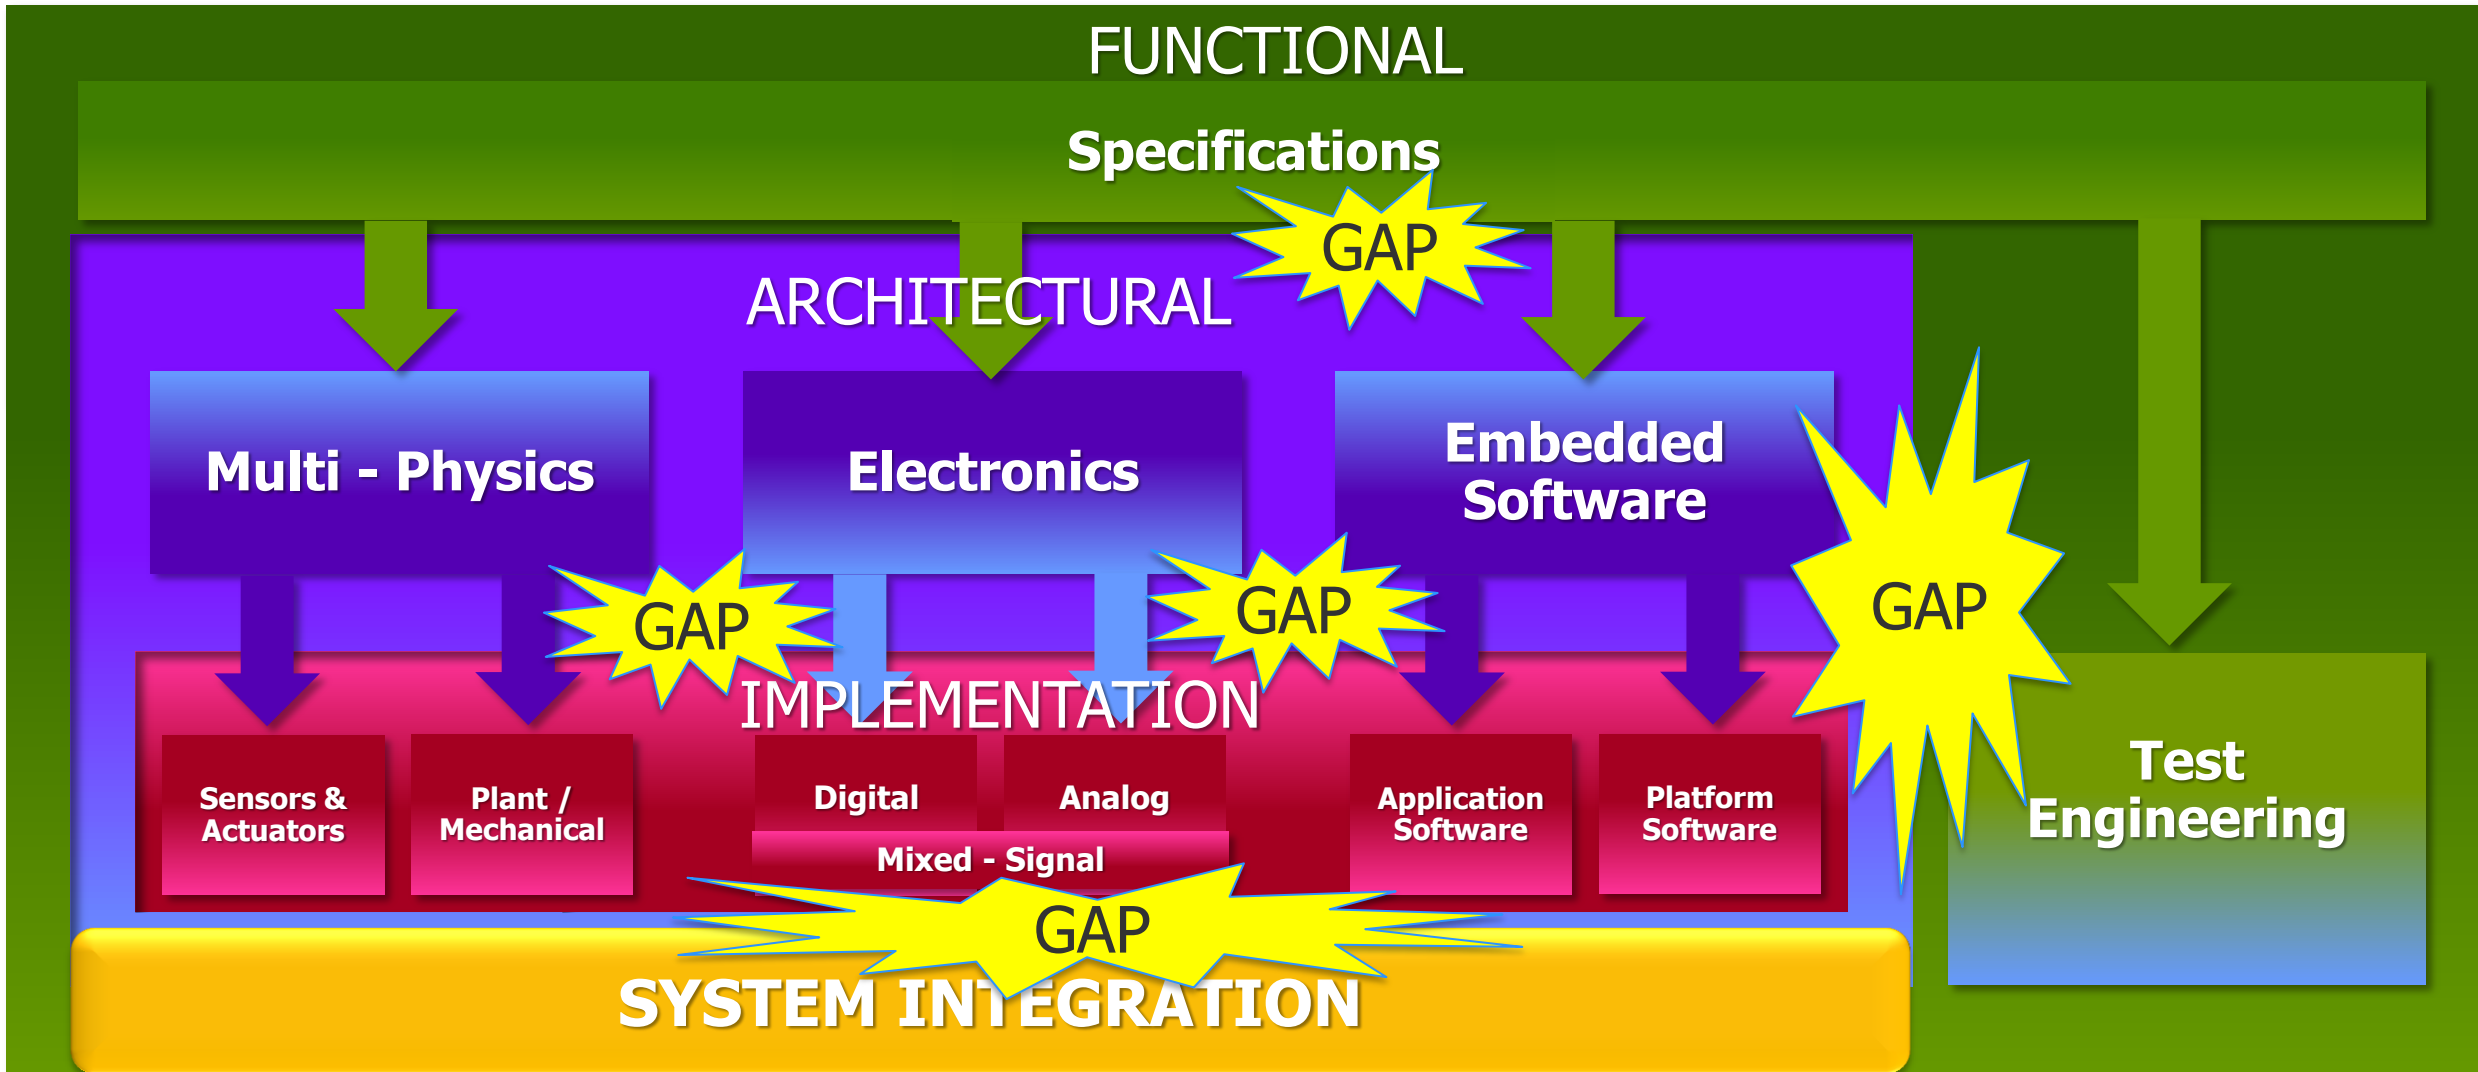 FUNCTIONAL
Specifications
GAP
ARCHITECTURAL
Multi - Physics
Electronics
Embedded
Software
GAP
GAP
GAP
IMPLEMENTATION
Sensors &
Actuators
Plant /
Mechanical
Digital
Analog
Mixed - Signal
Application
Software
Platform
Software
Test
Engineering
GAP
SYSTEM INTEGRATION